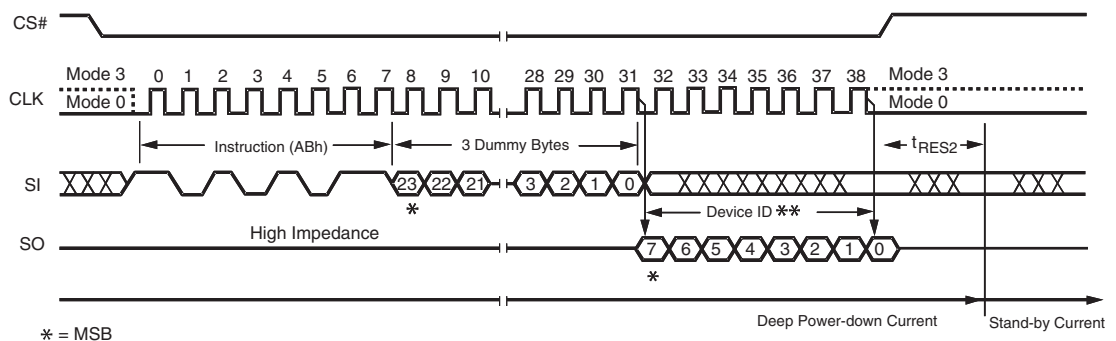 CS#
Mode 3 0 1 2 3 4 5 6 7 8 9 10 28 29 30 31 32 33 34 35 36 37 38 Mode 3
CLK Mode 0 Mode 0
Instruction (ABh) 3 Dummy Bytes tRES2
SI 23 22 21 3 2 1 0
* Device ID **
High Impedance
SO 7 6 5 4 3 2 1 0
*
Deep Power-down Current Stand-by Current
* = MSB